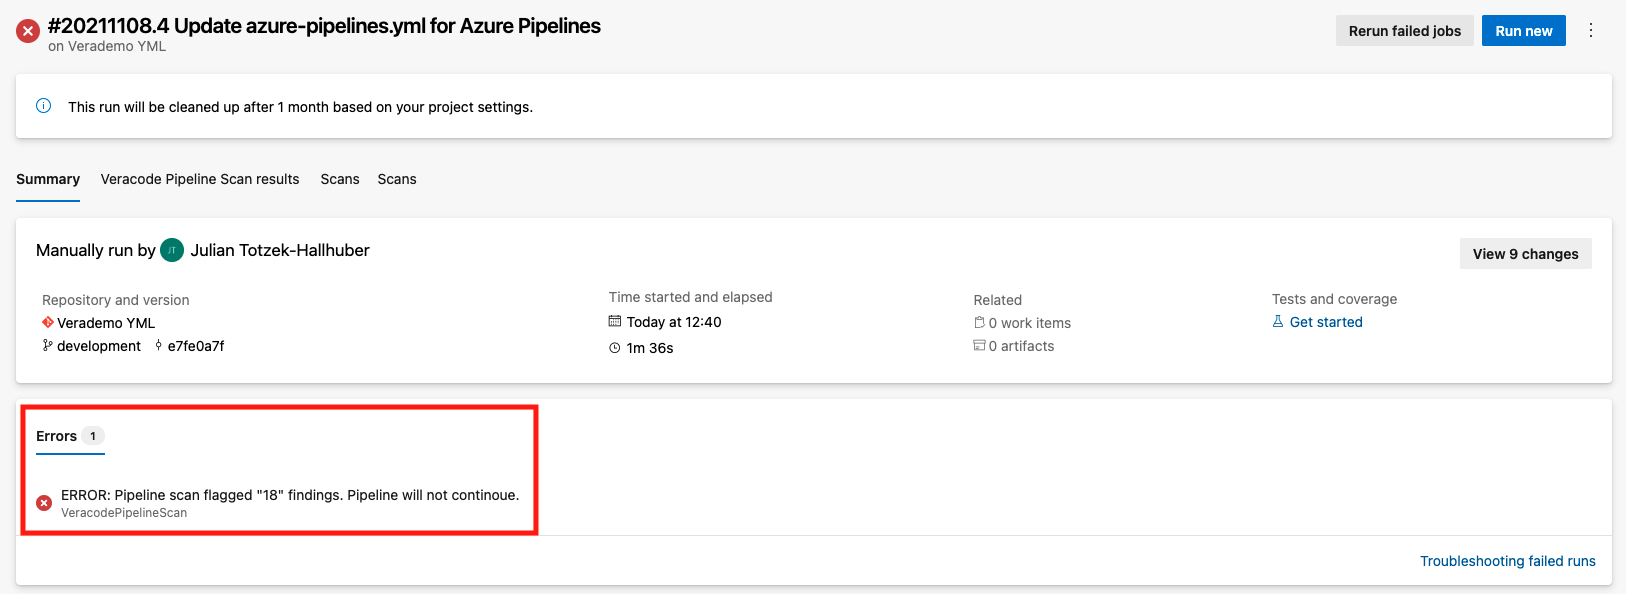 #20211108.4 Update azure-pipelines.yml for Azure Pipelines
on Verademo YML
Rerun failed jobs
Run new
This run will be cleaned up after 1 month based on your project settings.
Summary Veracode Pipeline Scan results Scans Scans
Manually run by JT Julian Totzek-Hallhuber
View 9 changes
Repository and version
Verademo YML
development e7fe0a7f
Time started and elapsed
Today at 12:40
1m 36s
Related
0 work items
0 artifacts
Tests and coverage
Get started
Errors 1
ERROR: Pipeline scan flagged "18" findings. Pipeline will not continoue.
VeracodePipelineScan
Troubleshooting failed runs